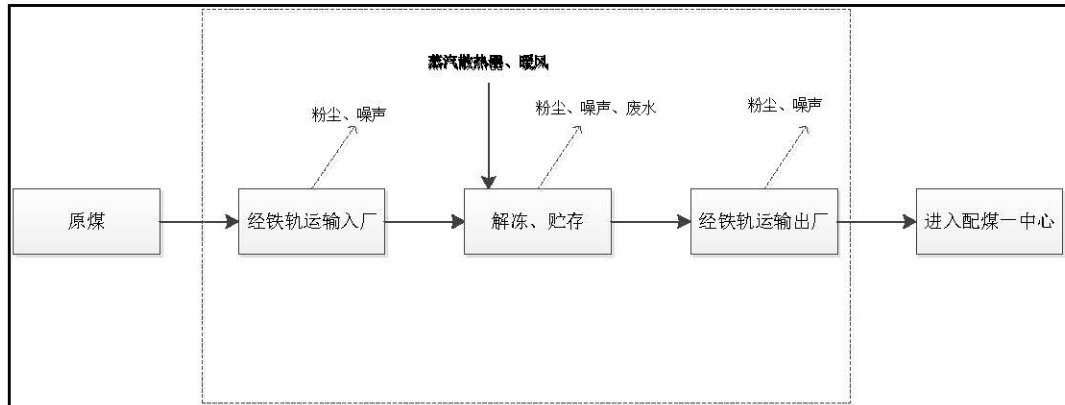 蒸汽散热器、暖风
粉尘、噪声
粉尘、噪声、废水
粉尘、噪声
原煤
经铁轨运输入厂
解冻、贮存
经铁轨运输出厂
进入配煤一中心